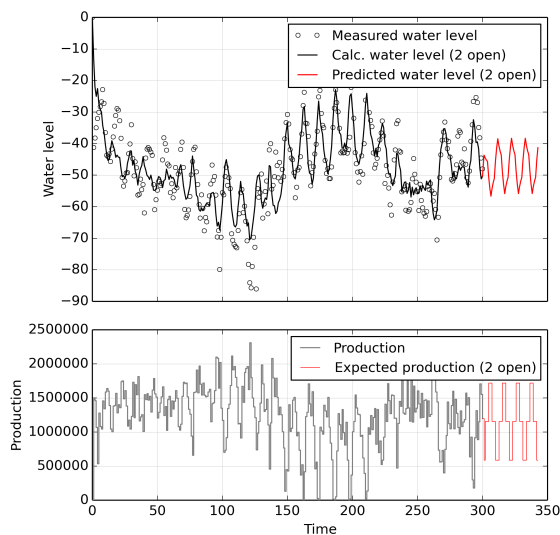 0
−10
−20
−30
−40
−50
−60
−70
−80
−90
Water level
Measured water level
Calc. water level (2 open)
Predicted water level (2 open)
2500000
2000000
1500000
1000000
500000
0
Production
Production
Expected production (2 open)
0 50 100 150 200 250 300 350
Time